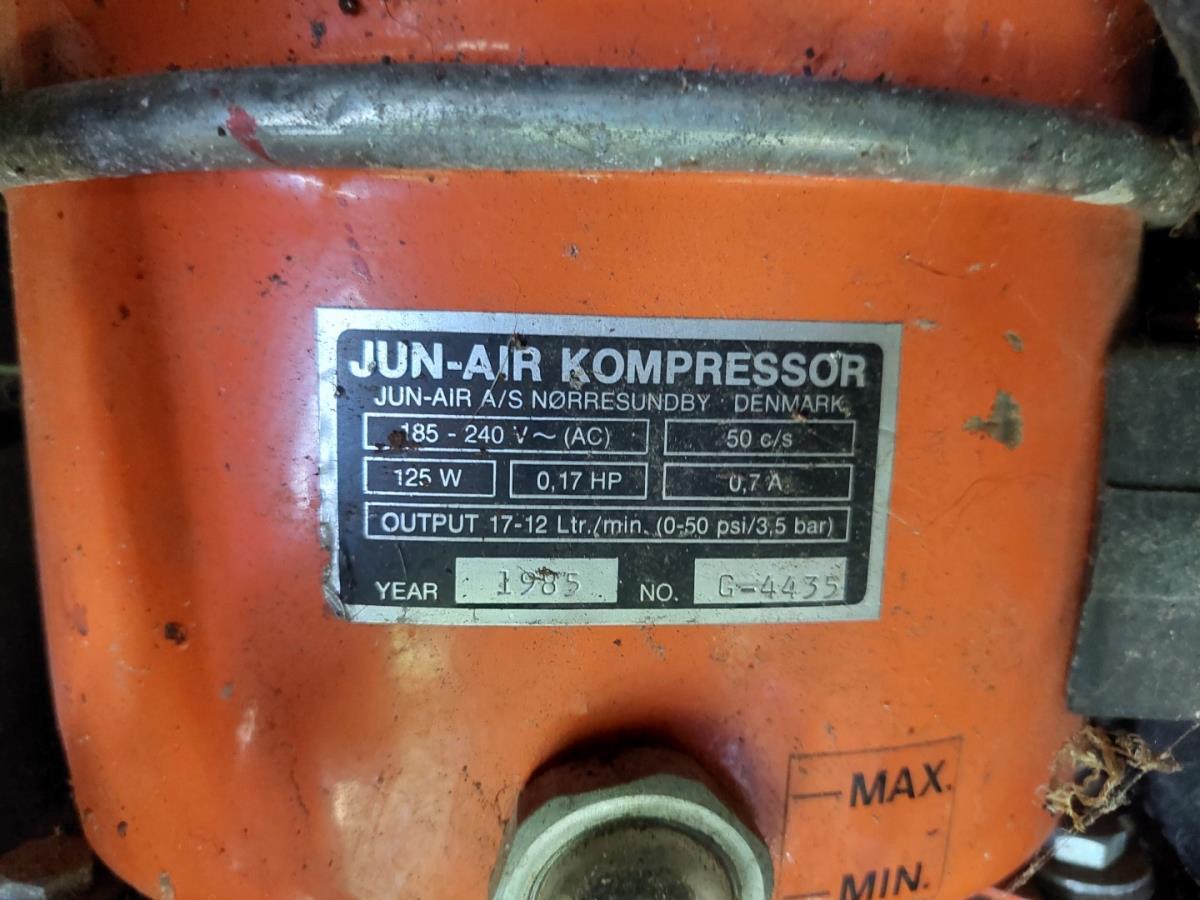 JUN-AIR KOMPRESSOR
JUN-AIR A/S NØRRESUNDBY DENMARK
185 - 240 V ~ (AC) 50 c/s
125 W 0,17 HP 0,7 A
OUTPUT 17-12 Ltr./min. (0-50 psi/3,5 bar)
YEAR 1985 NO. G-4435
MAX.
MIN.